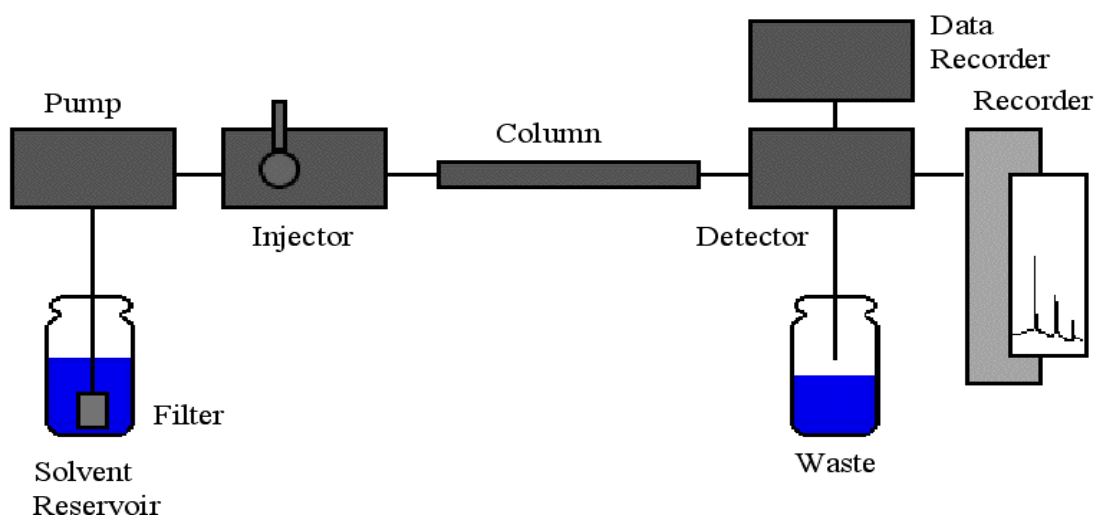 Data
Recorder
Pump
Recorder
Column
Injector
Detector
Filter
Waste
Solvent
Reservoir